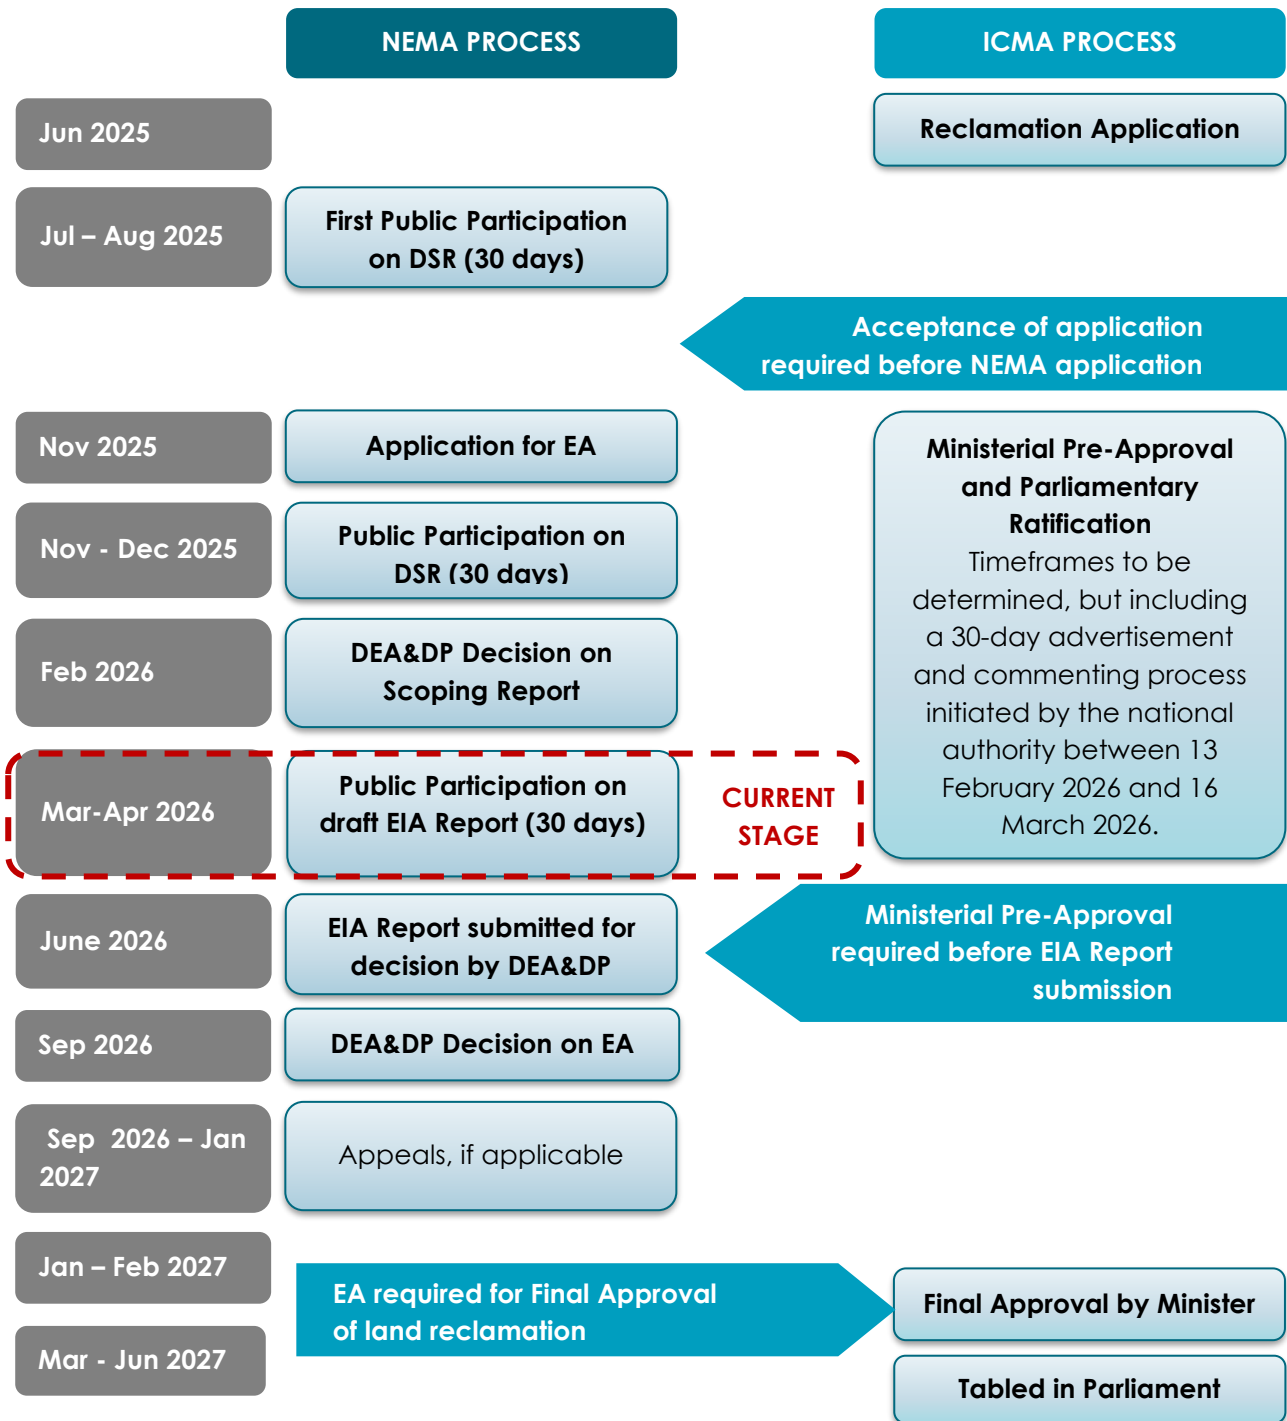 NEMA PROCESS
ICMA PROCESS
Jun 2025
Reclamation Application
Jul – Aug 2025
First Public Participation
on DSR (30 days)
Acceptance of application
required before NEMA application
Nov 2025
Application for EA
Nov - Dec 2025
Public Participation on
DSR (30 days)
Feb 2026
DEA&DP Decision on
Scoping Report
Mar-Apr 2026
Public Participation on
draft EIA Report (30 days)
CURRENT
STAGE
Ministerial Pre-Approval
and Parliamentary
Ratification
Timeframes to be
determined, but including
a 30-day advertisement
and commenting process
initiated by the national
authority between 13
February 2026 and 16
March 2026.
June 2026
EIA Report submitted for
decision by DEA&DP
Ministerial Pre-Approval
required before EIA Report
submission
Sep 2026
DEA&DP Decision on EA
Sep 2026 – Jan
2027
Appeals, if applicable
Jan – Feb 2027
EA required for Final Approval
of land reclamation
Final Approval by Minister
Mar - Jun 2027
Tabled in Parliament